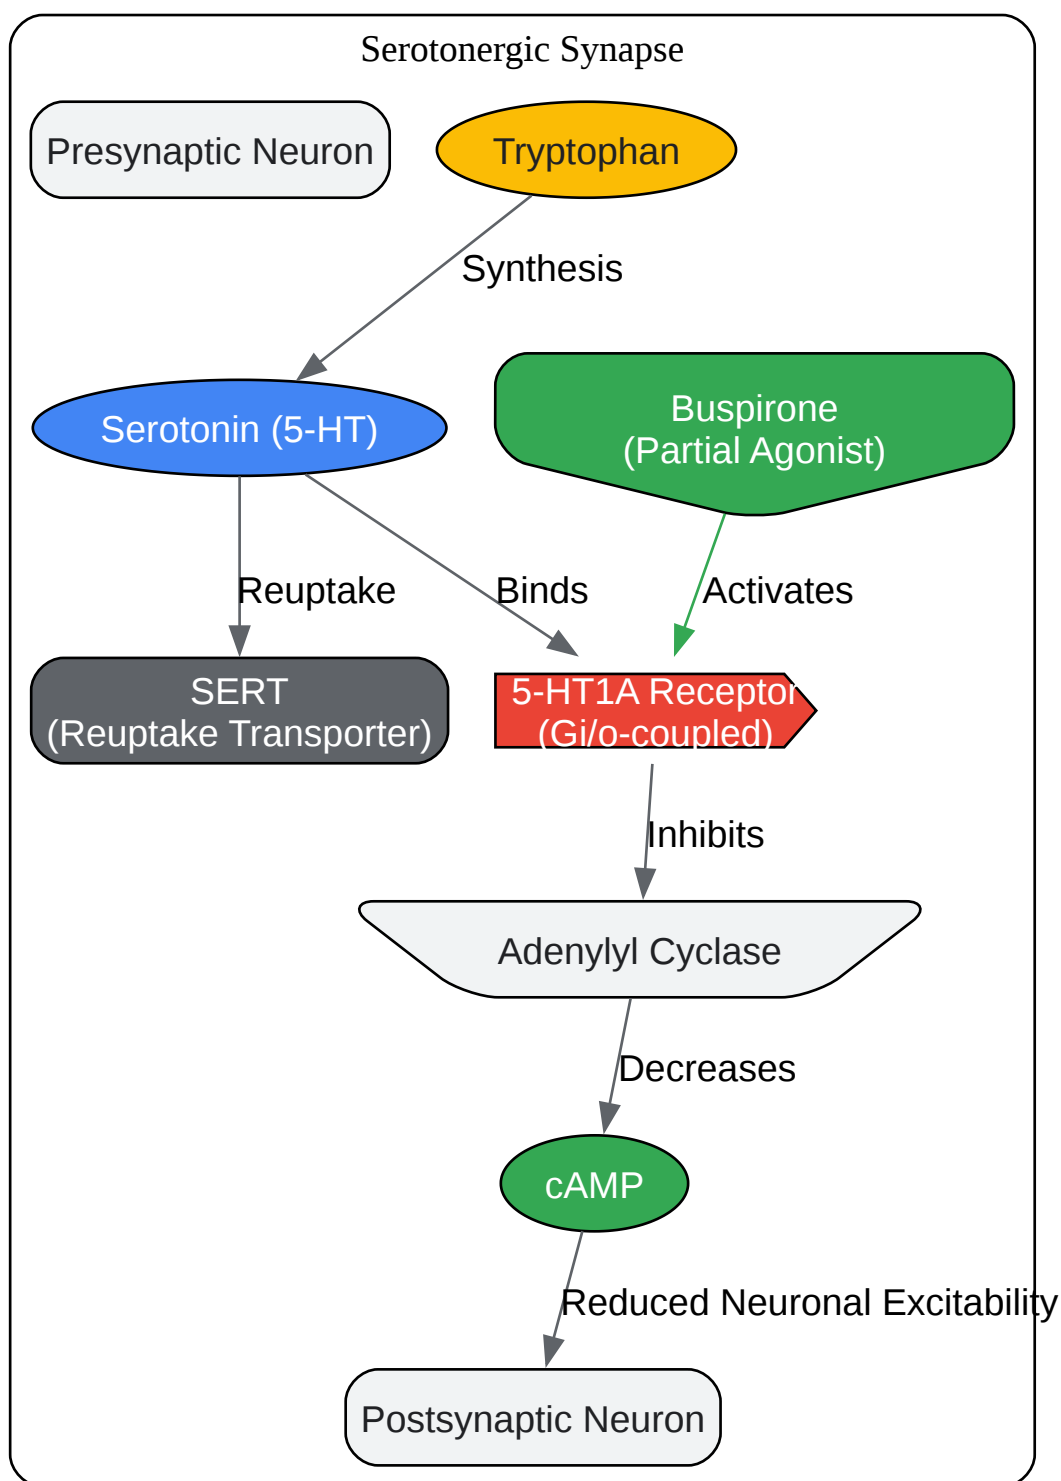 Serotonergic Synapse
Presynaptic Neuron
Tryptophan
Synthesis
Serotonin (5-HT)
Buspirone
(Partial Agonist)
Reuptake
Binds
Activates
SERT
(Reuptake Transporter)
5-HT1A Receptor
(Gi/o-coupled)
Inhibits
Adenylyl Cyclase
Decreases
cAMP
Reduced Neuronal Excitability
Postsynaptic Neuron